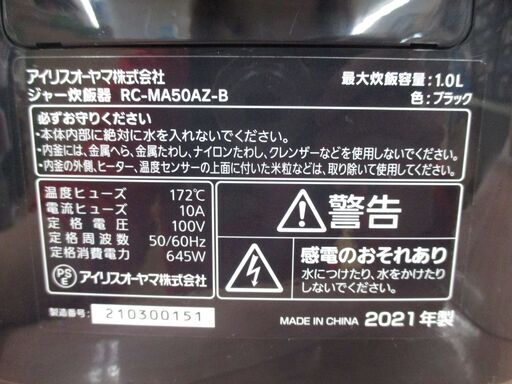 アイリスオーヤマ株式会社
ジャー炊飯器 RC-MA50AZ-B
最大炊飯容量:1.0L
色:ブラック
必ずお守りください
・本体内部に絶対に水を入れないでください。
・内釜には、金属へら、金属たわし、ナイロンたわし、クレンザーなどを使用しないでください。
・内釜の外側、ヒーター、温度センサーの上面に付いた米粒などは、取り除いて使用してください。
温度ヒューズ 172℃
電流ヒューズ 10A
定格電圧 100V
定格周波数 50/60Hz
定格消費電力 645W
PSE アイリスオーヤマ株式会社
警告
感電のおそれあり
水につけたり、水をかけたり
しないでください。
製造番号: 210300151
MADE IN CHINA 2021年製